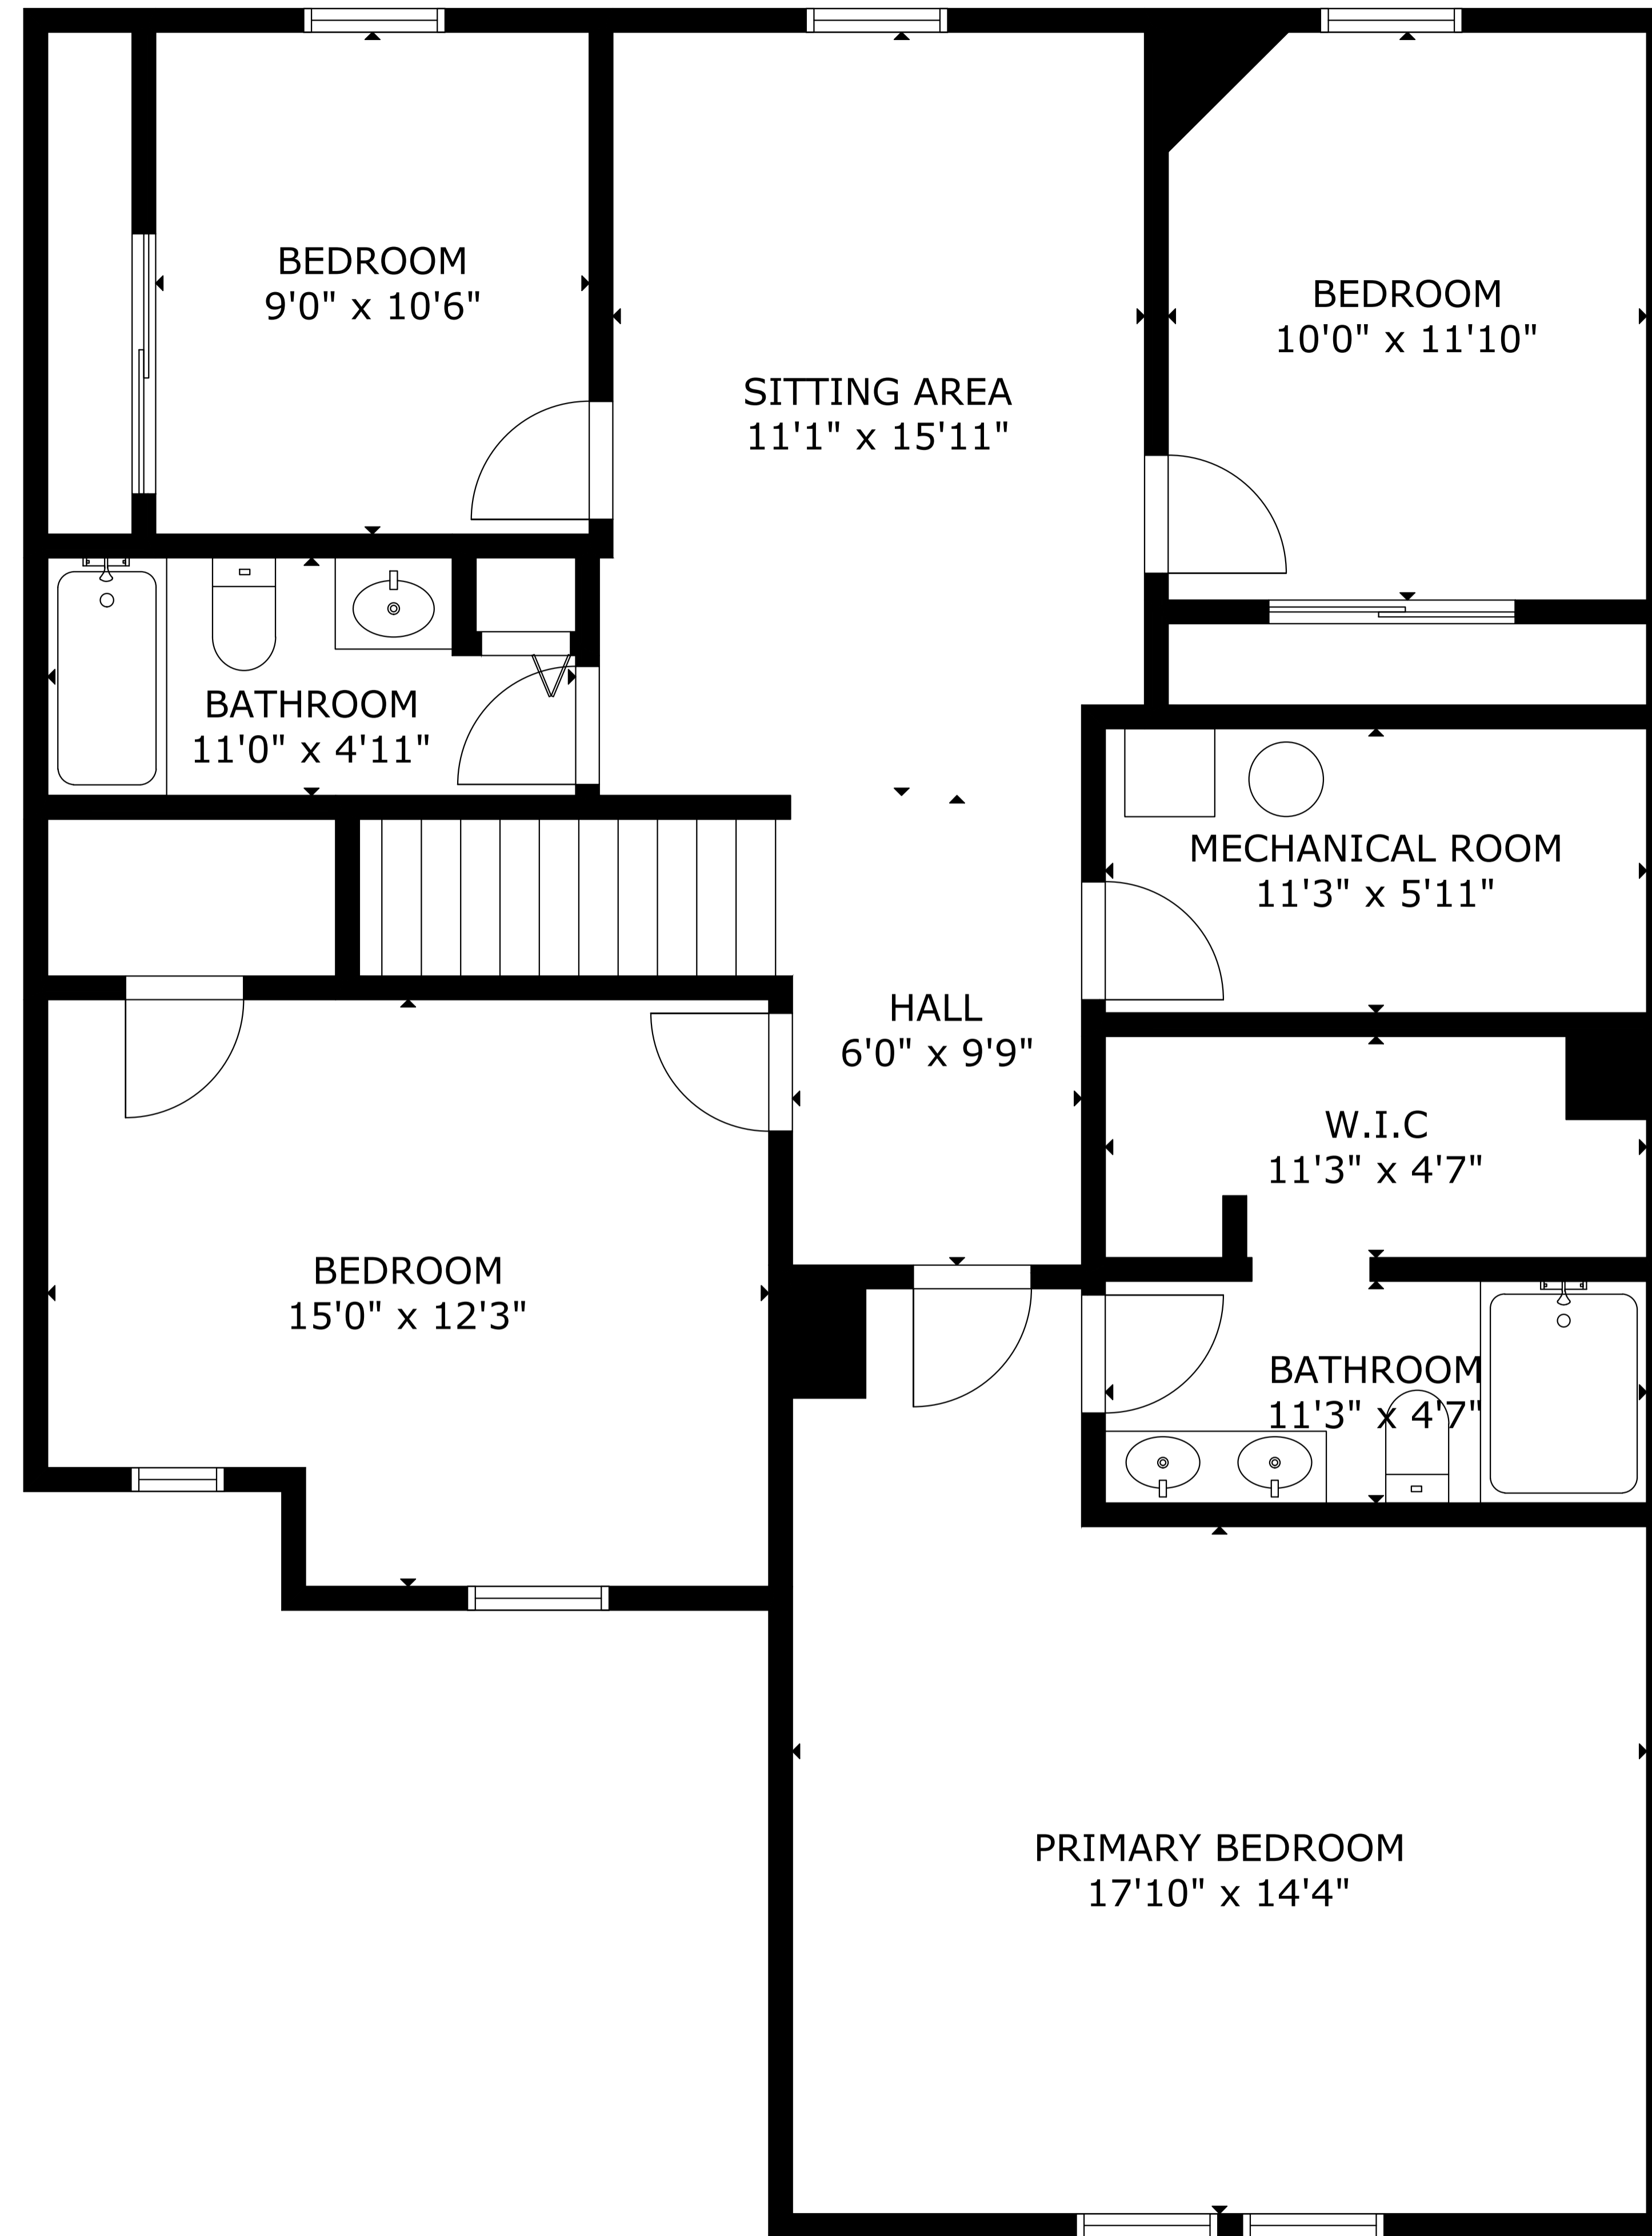 BEDROOM
9'0" x 10'6"
BEDROOM
10'0" x 11'10"
SITTING AREA
11'1" x 15'11"
BATHROOM
11'0" x 4'11"
MECHANICAL ROOM
11'3" x 5'11"
HALL
6'0" x 9'9"
W.I.C
11'3" x 4'7"
BEDROOM
15'0" x 12'3"
BATHROOM
11'3" x 4'7"
PRIMARY BEDROOM
17'10" x 14'4"